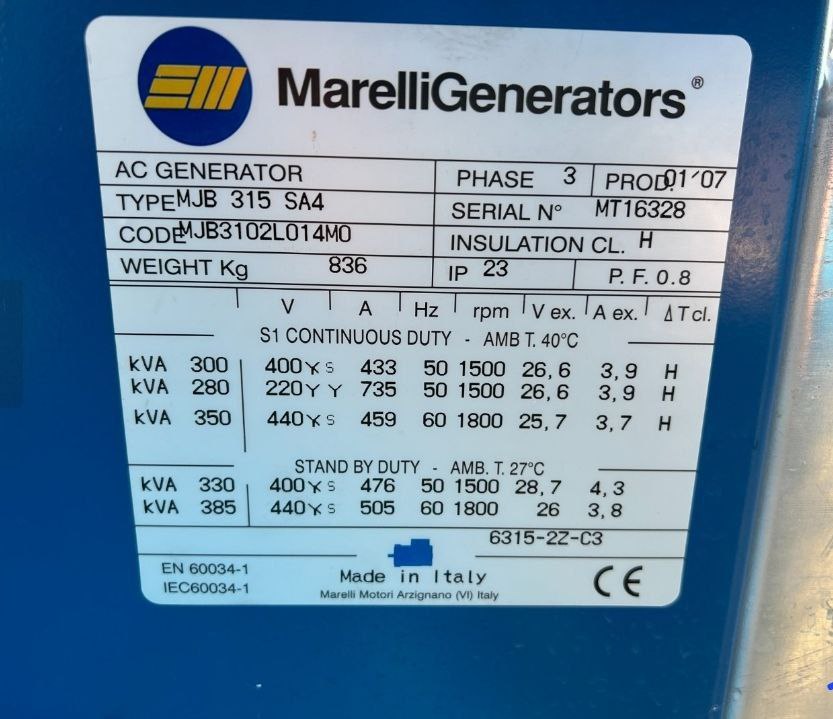 MarelliGenerators®
AC GENERATOR PHASE 3 PROD. 01'07
TYPE MJB 315 SA4 SERIAL N° MT16328
CODE MJB3102L014M0 INSULATION CL. H
WEIGHT Kg 836 IP 23 P. F. 0.8
V A Hz rpm V ex. A ex. ΔT cl.
S1 CONTINUOUS DUTY - AMB T. 40°C
kVA 300 400 Y S 433 50 1500 26,6 3,9 H
kVA 280 220 Y Y 735 50 1500 26,6 3,9 H
kVA 350 440 Y S 459 60 1800 25,7 3,7 H
STAND BY DUTY - AMB. T. 27°C
kVA 330 400 Y S 476 50 1500 28,7 4,3
kVA 385 440 Y S 505 60 1800 26 3,8
6315-2Z-C3
EN 60034-1
IEC60034-1
Made in Italy
Marelli Motori Arzignano (VI) Italy
CE